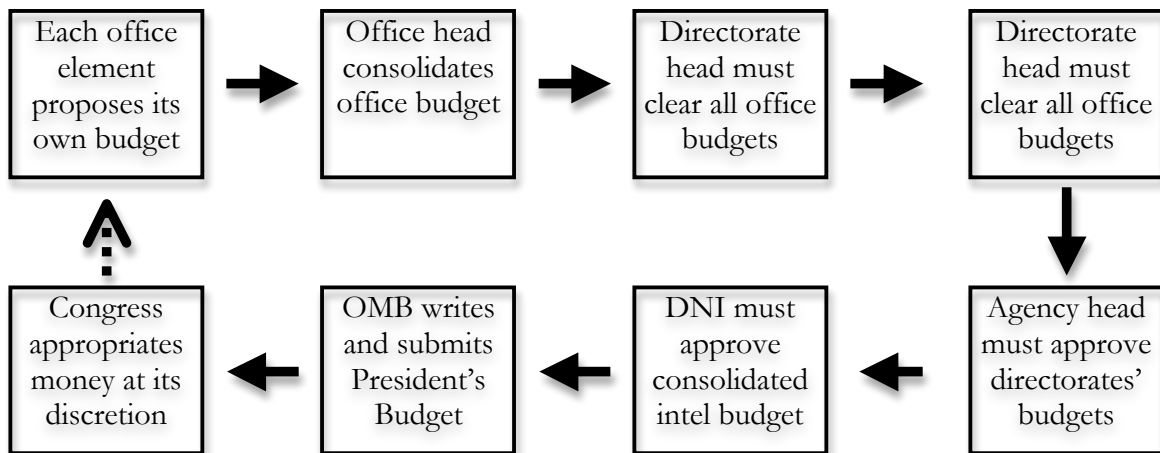 Each office
element
proposes its
own budget
Office head
consolidates
office budget
Directorate
head must
clear all office
budgets
Directorate
head must
clear all office
budgets
Congress
appropriates
money at its
discretion
OMB writes
and submits
President’s
Budget
DNI must
approve
consolidated
intel budget
Agency head
must approve
directorates’
budgets